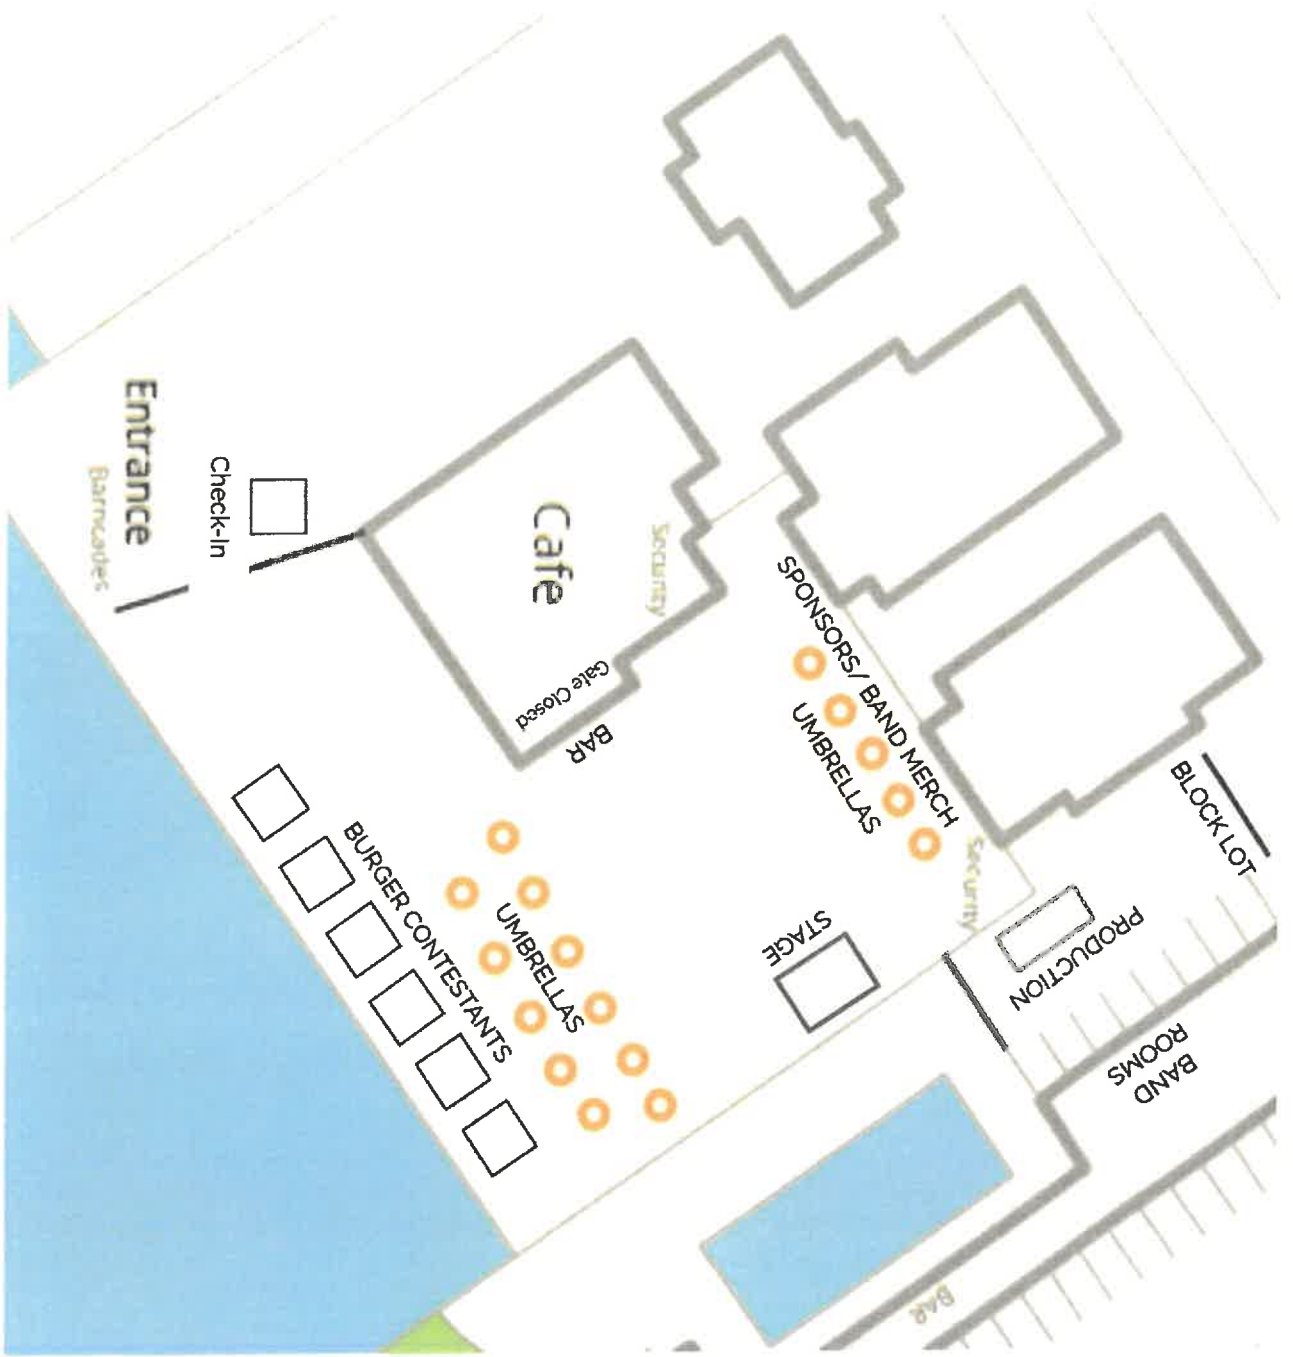 Entrance
Barricades
Check-In
Cafe
Security
Gate Closed
BAR
SPONSORS/ BAND MERCH
UMBRELLAS
BLOCK LOT
Security
PRODUCTION
STAGE
BURGER CONTESTANTS
UMBRELLAS
BAND
ROOMS
BAR